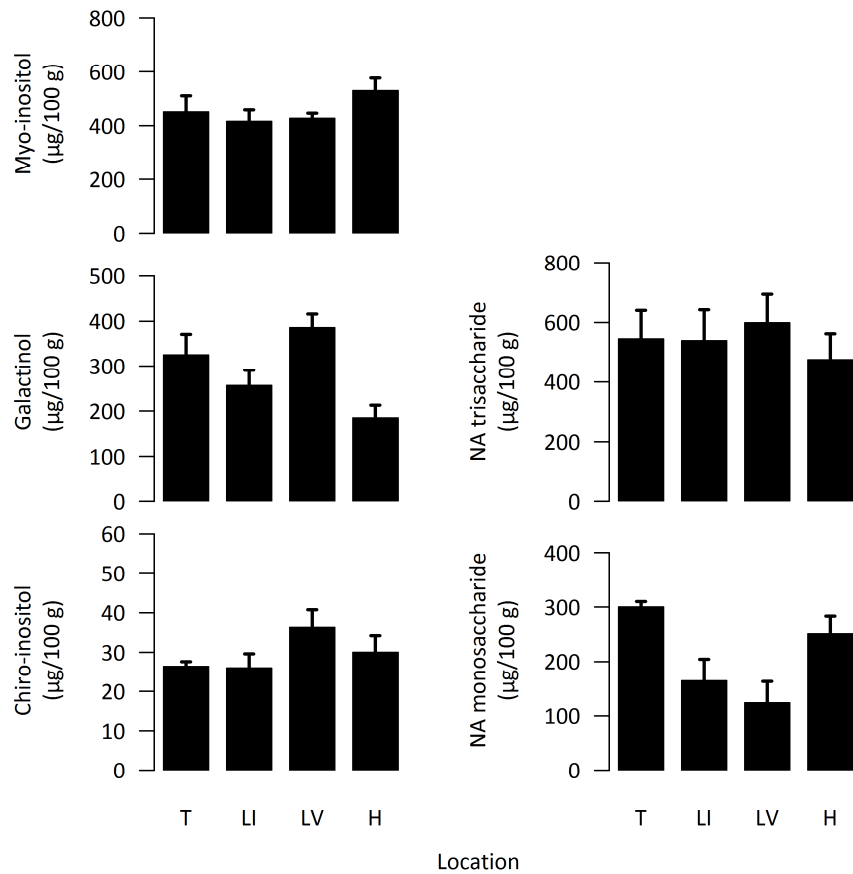 Myo-inositol
(µg/100 g)
800
600
400
200
0
Galactinol
(µg/100 g)
500
400
300
200
100
0
NA trisaccharide
(µg/100 g)
800
600
400
200
0
Chiro-inositol
(µg/100 g)
60
50
40
30
20
10
0
NA monosaccharide
(µg/100 g)
400
300
200
100
0
T LI LV H
T LI LV H
Location